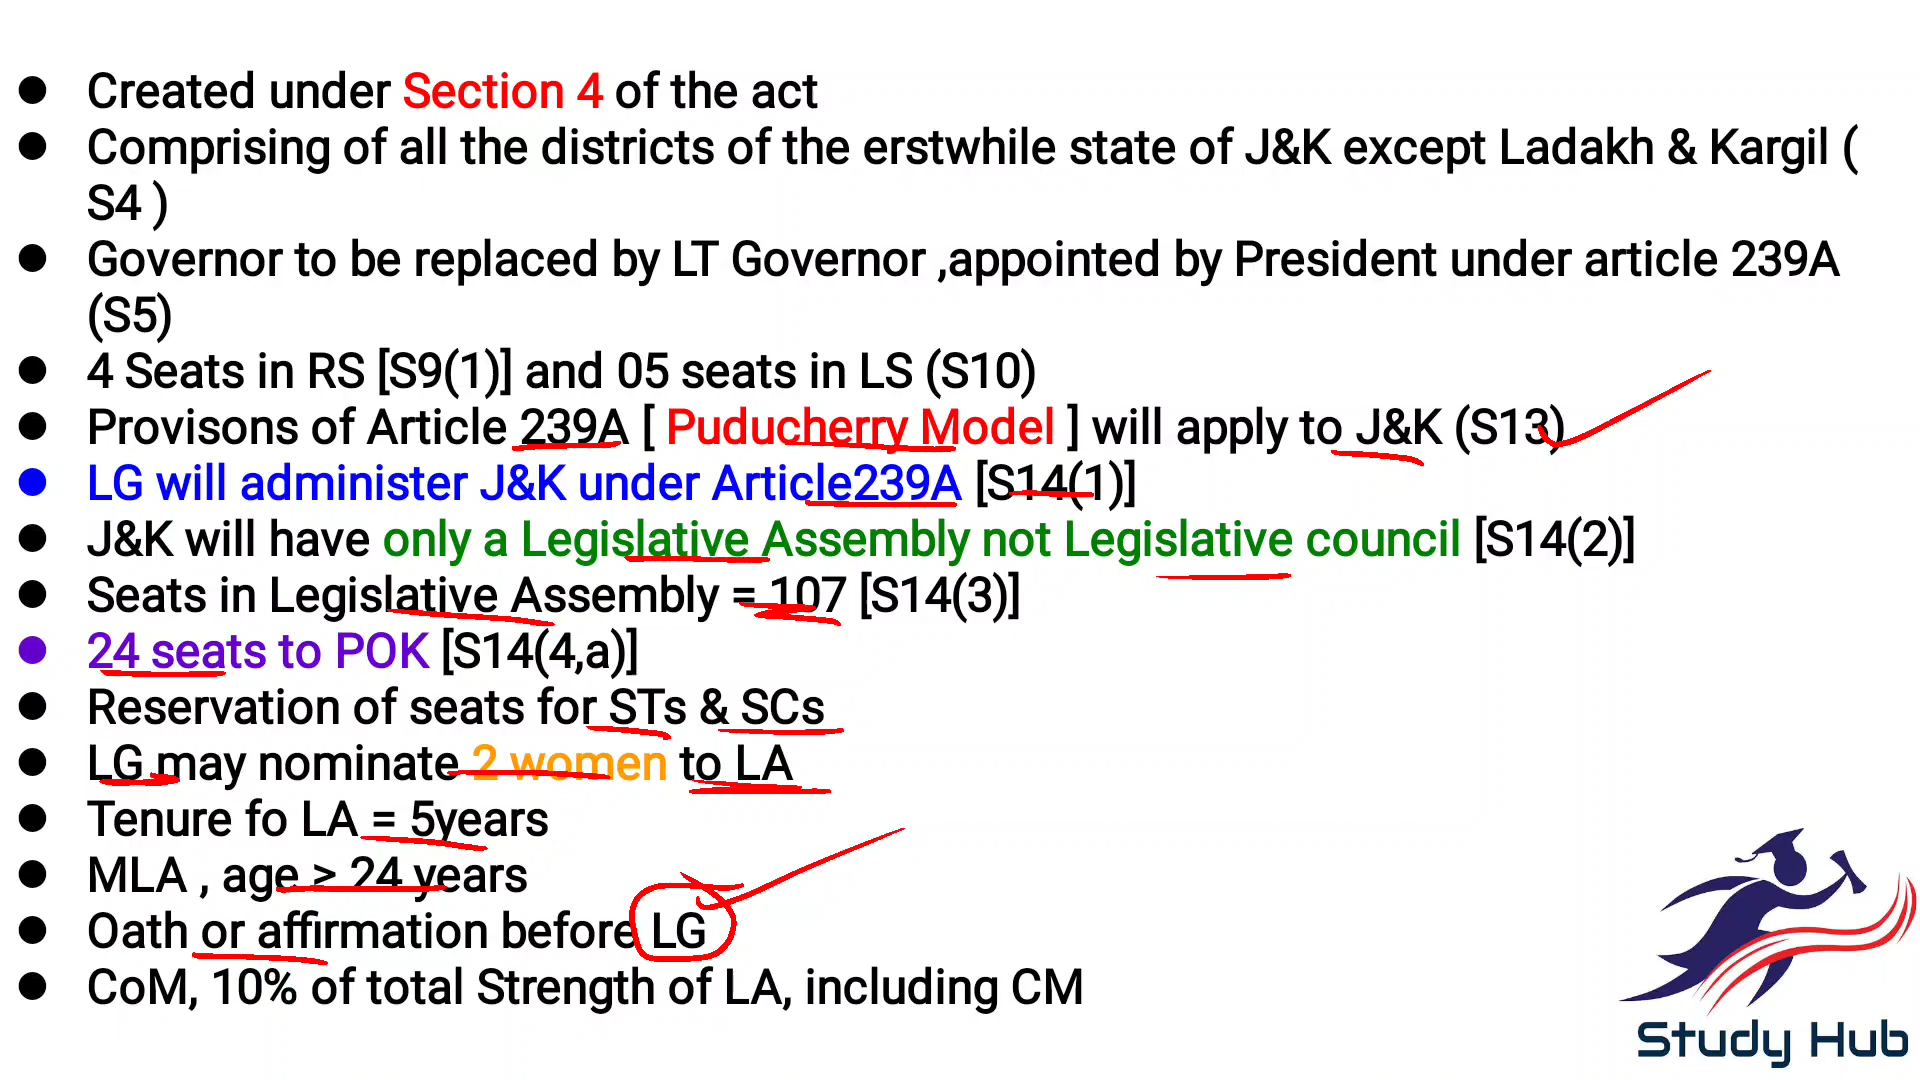 ● Created under Section 4 of the act
● Comprising of all the districts of the erstwhile state of J&K except Ladakh & Kargil (
S4 )
● Governor to be replaced by LT Governor ,appointed by President under article 239A
(S5)
● 4 Seats in RS [S9(1)] and 05 seats in LS (S10)
● Provisons of Article 239A [ Puducherry Model ] will apply to J&K (S13)
● LG will administer J&K under Article239A [S14(1)]
● J&K will have only a Legislative Assembly not Legislative council [S14(2)]
● Seats in Legislative Assembly = 107 [S14(3)]
● 24 seats to POK [S14(4,a)]
● Reservation of seats for STs & SCs
● LG may nominate 2 women to LA
● Tenure fo LA = 5years
● MLA , age > 24 years
● Oath or affirmation before LG
● CoM, 10% of total Strength of LA, including CM
Study Hub